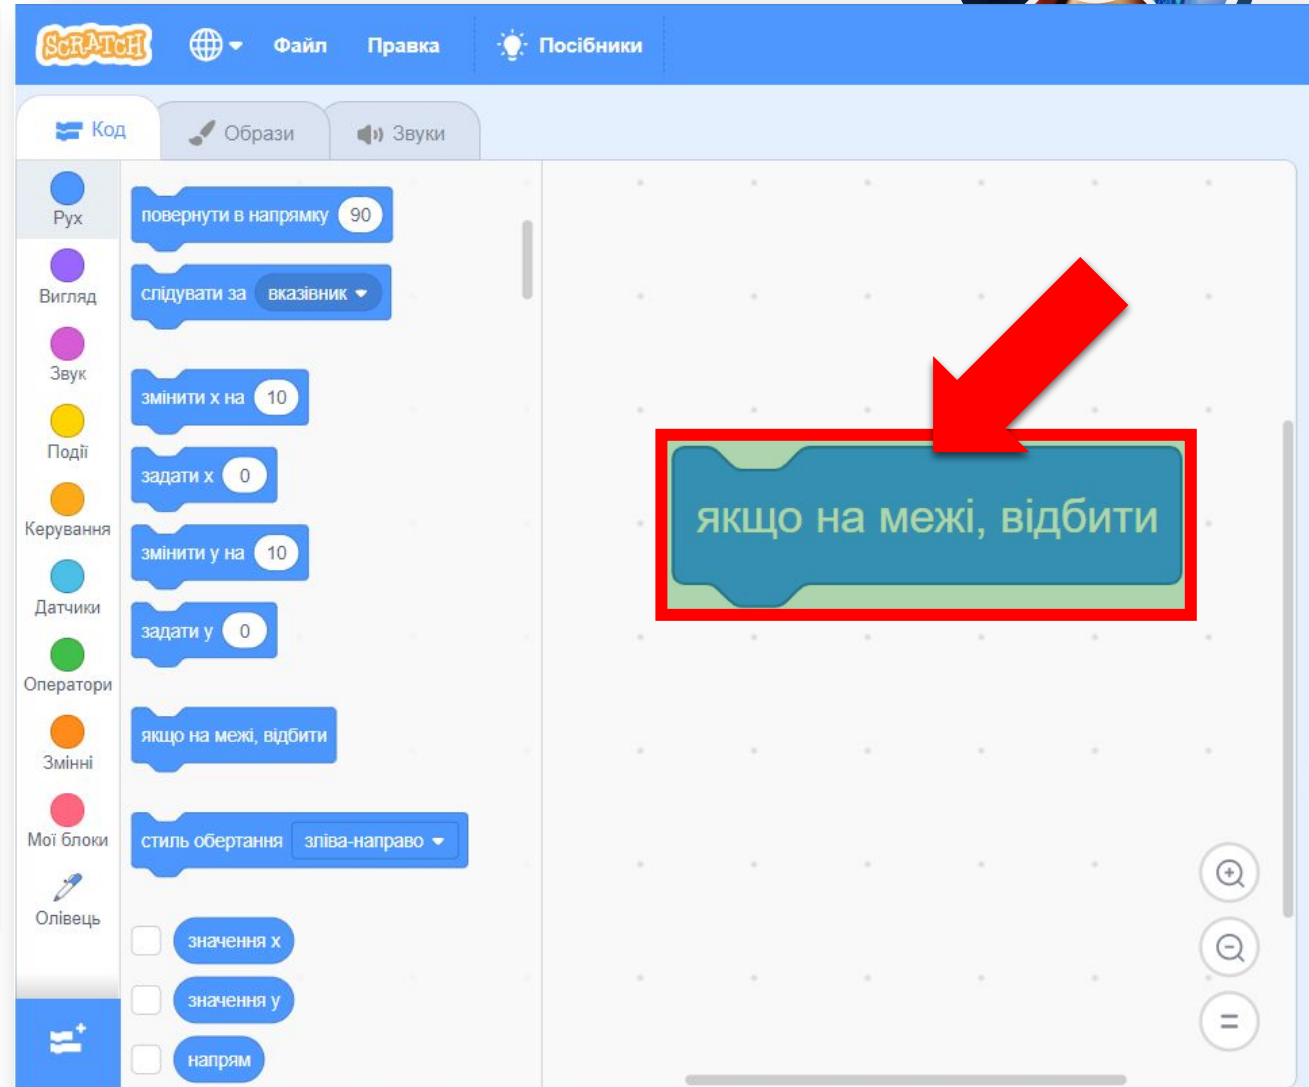 SCRATCH Файл Правка Посібники
Код Образи Звуки
Рух
Вигляд
Звук
Події
Керування
Датчики
Оператори
Змінні
Мої блоки
Олівець
повернути в напрямку 90
слідувати за вказівник
змінити x на 10
задати x 0
змінити y на 10
задати y 0
якщо на межі, відбити
стиль обертання зліва-направо
значення x
значення y
напрям
якщо на межі, відбити